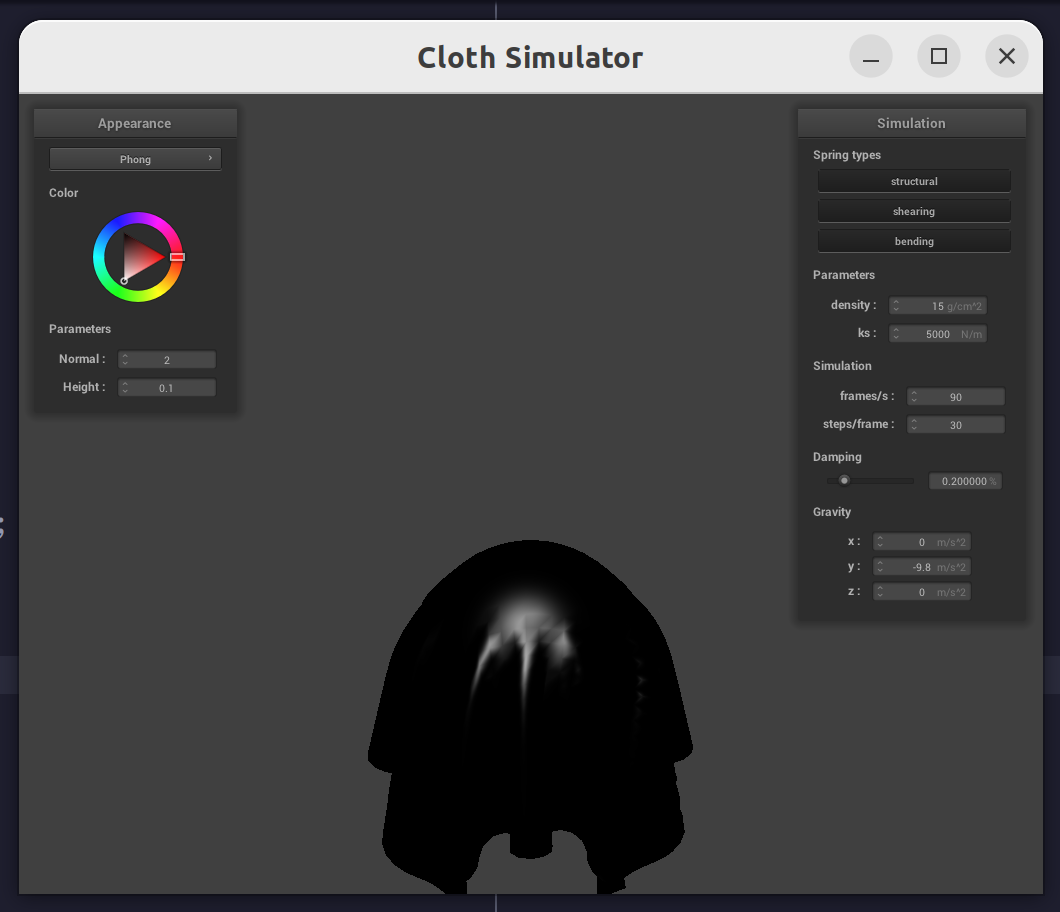 Cloth Simulator
Appearance
Phong
Color
Parameters
Normal : 2
Height : 0.1
Simulation
Spring types
structural
shearing
bending
Parameters
density : 15 g/cm^2
ks : 5000 N/m
Simulation
frames/s : 90
steps/frame : 30
Damping
0.200000 %
Gravity
x : 0 m/s^2
y : -9.8 m/s^2
z : 0 m/s^2